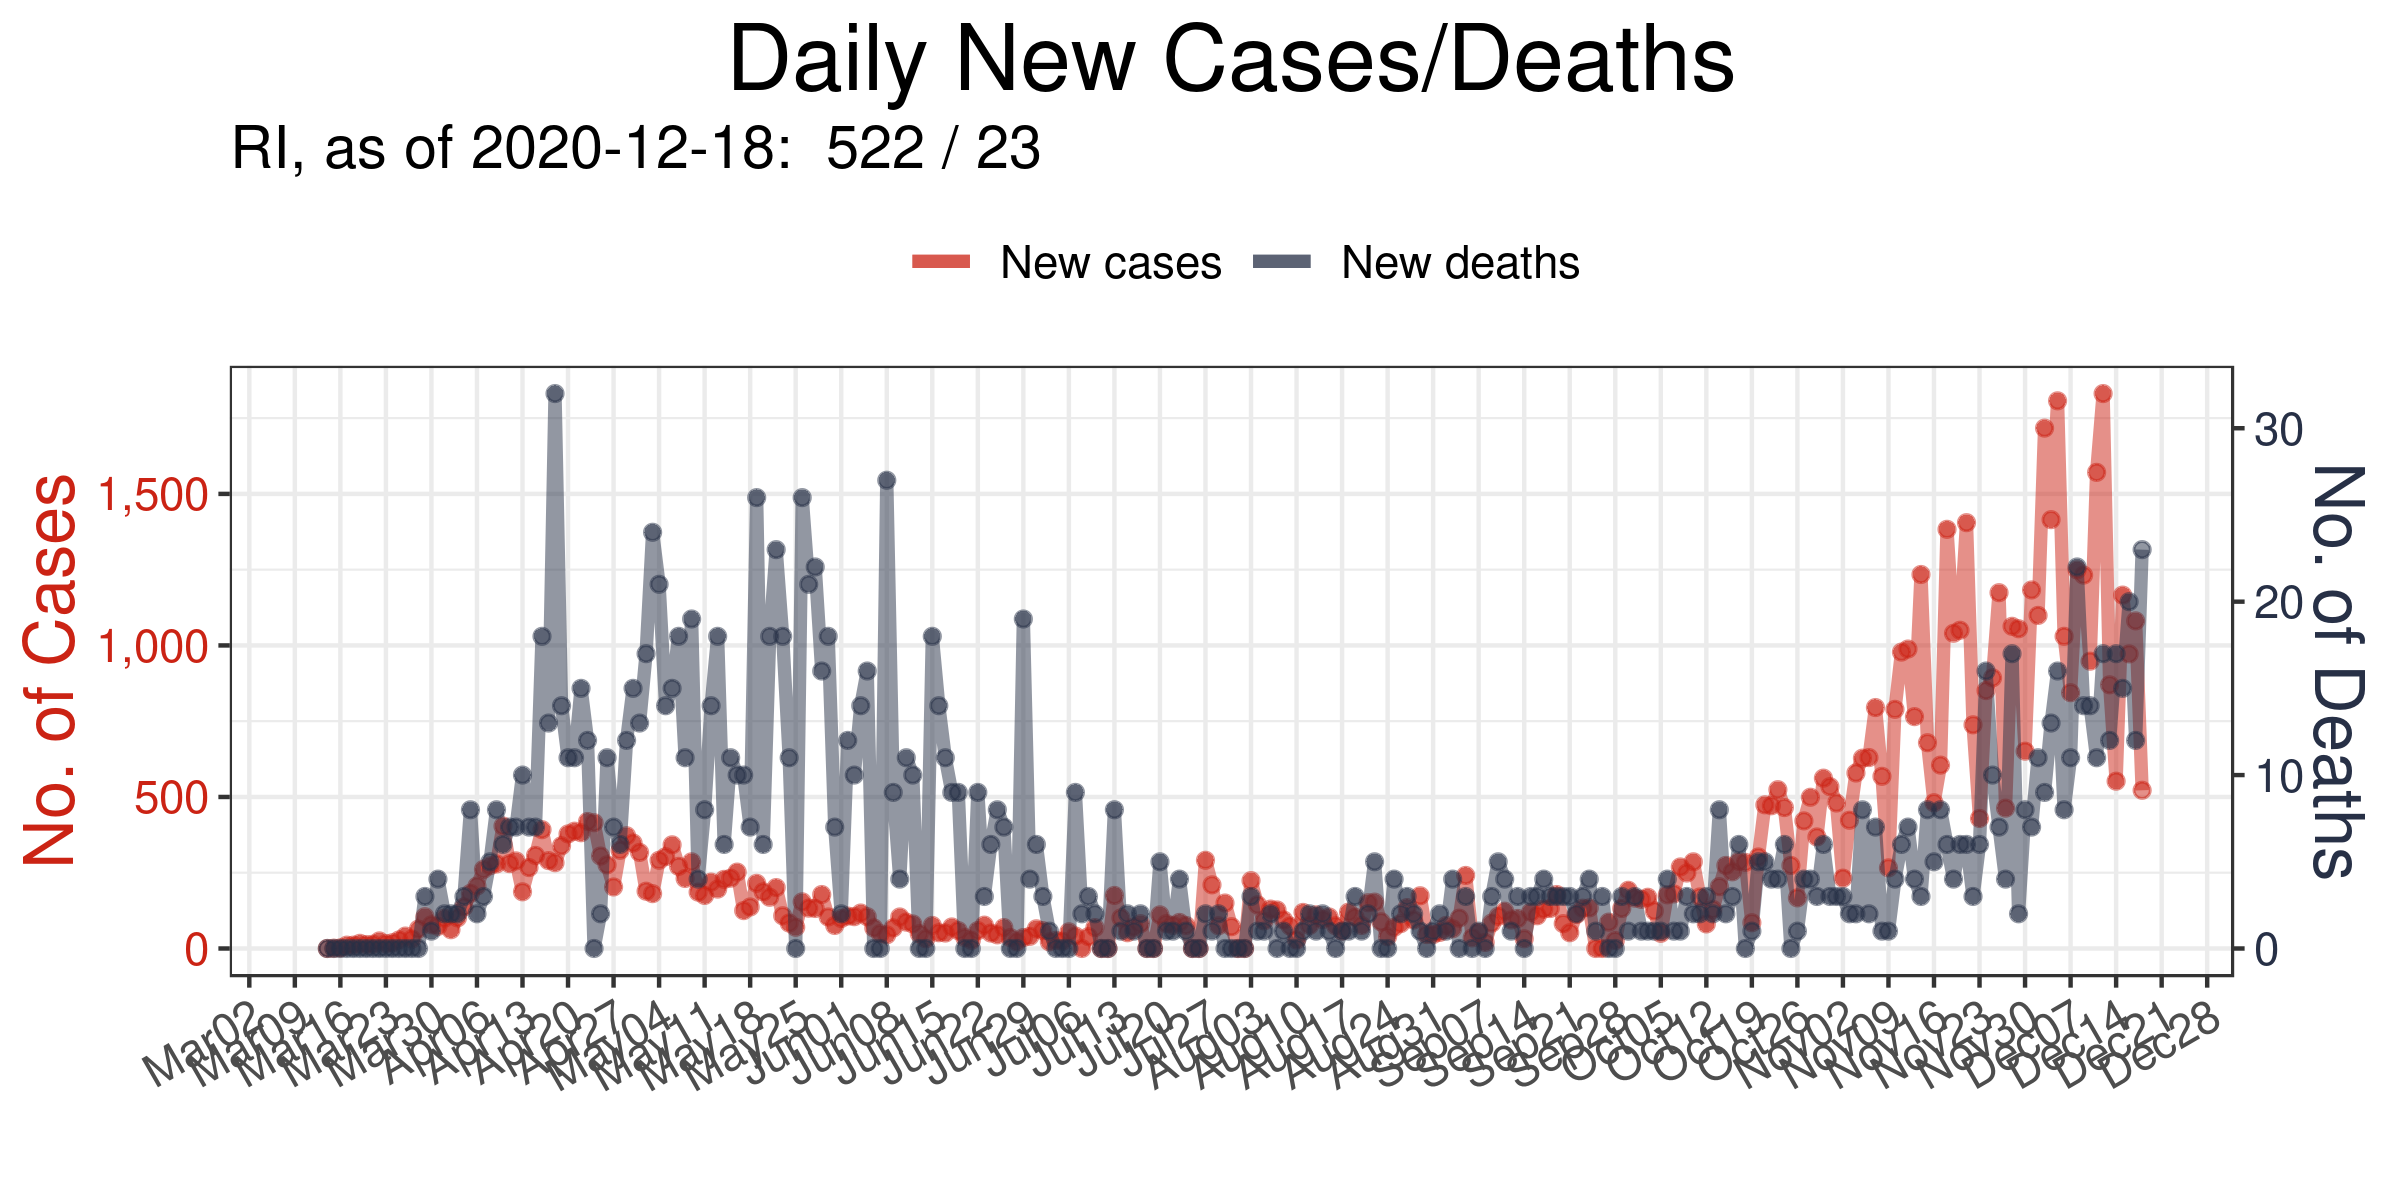 Daily New Cases/Deaths
RI, as of 2020-12-18:  522 / 23
New cases
New deaths
No. of Cases
1,500
1,000
500
0
No. of Deaths
30
20
10
0
Mar02
Mar09
Mar16
Mar23
Mar30
Apr06
Apr13
Apr20
Apr27
May04
May11
May18
May25
Jun01
Jun08
Jun15
Jun22
Jun29
Jul06
Jul13
Jul20
Jul27
Aug03
Aug10
Aug17
Aug24
Aug31
Sep07
Sep14
Sep21
Sep28
Oct05
Oct12
Oct19
Oct26
Nov02
Nov09
Nov16
Nov23
Nov30
Dec07
Dec14
Dec21
Dec28